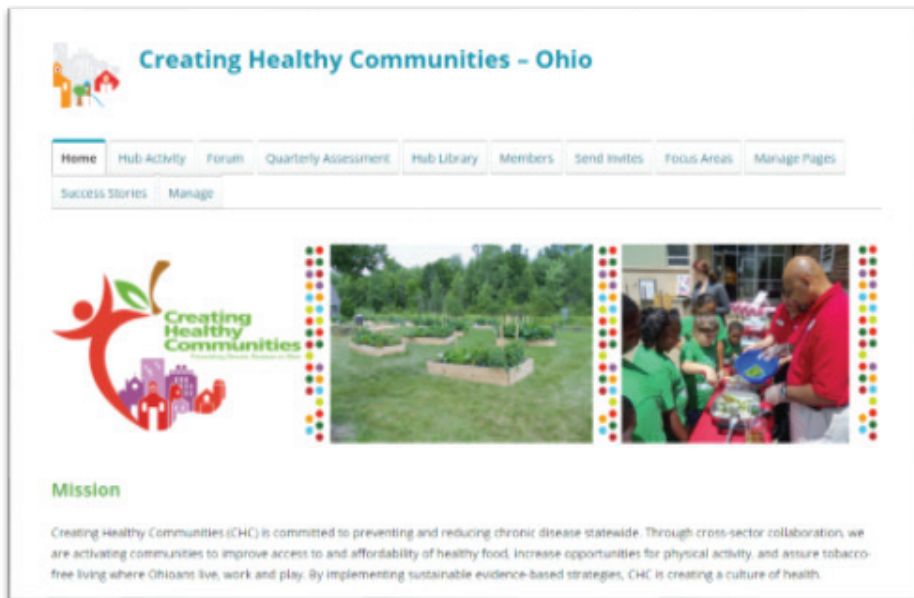 Creating Healthy Communities – Ohio
Home Hub Activity Forum Quarterly Assessment Hub Library Members Send Invites Focus Areas Manage Pages
Success Stories Manage
Creating
Healthy
Communities
Mission
Creating Healthy Communities (CHC) is committed to preventing and reducing chronic disease statewide. Through cross-sector collaboration, we
are activating communities to improve access to and affordability of healthy food, increase opportunities for physical activity, and assure tobacco-
free living where Ohioans live, work and play. By implementing sustainable evidence-based strategies, CHC is creating a culture of health.